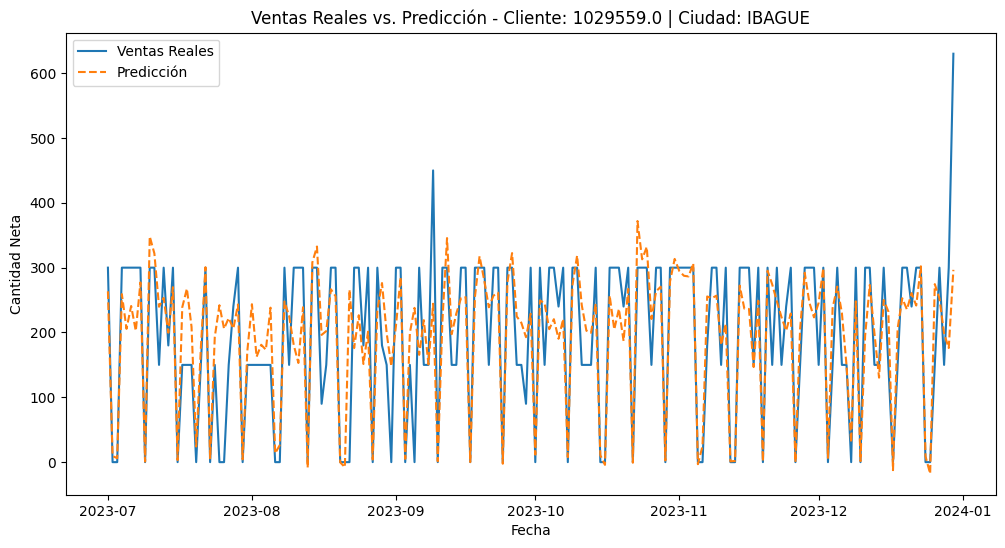 Ventas Reales vs. Predicción - Cliente: 1029559.0 | Ciudad: IBAGUE
Ventas Reales
Predicción
Cantidad Neta
600
500
400
300
200
100
0
2023-07
2023-08
2023-09
2023-10
2023-11
2023-12
2024-01
Fecha